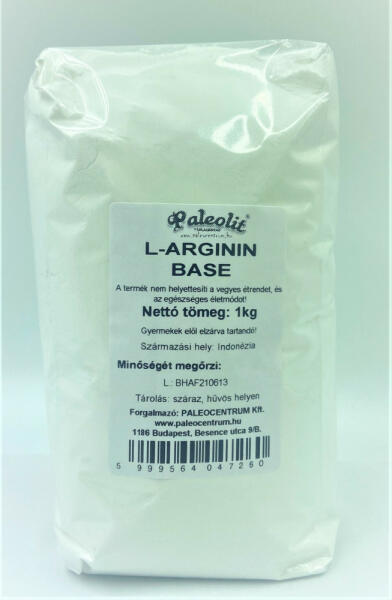 Paleolit®
L-ARGININ
BASE
A termék nem helyettesíti a vegyes étrendet, és
az egészséges életmódot!
Nettó tömeg: 1kg
Gyermekek elől elzárva tartandó!
Származási hely: Indonézia
Minőségét megőrzi:
L.: BHAF210613
Tárolás: száraz, hűvös helyen
Forgalmazó: PALEOCENTRUM Kft.
www.paleocentrum.hu
1186 Budapest, Besence utca 9/B.
5 999564 047260